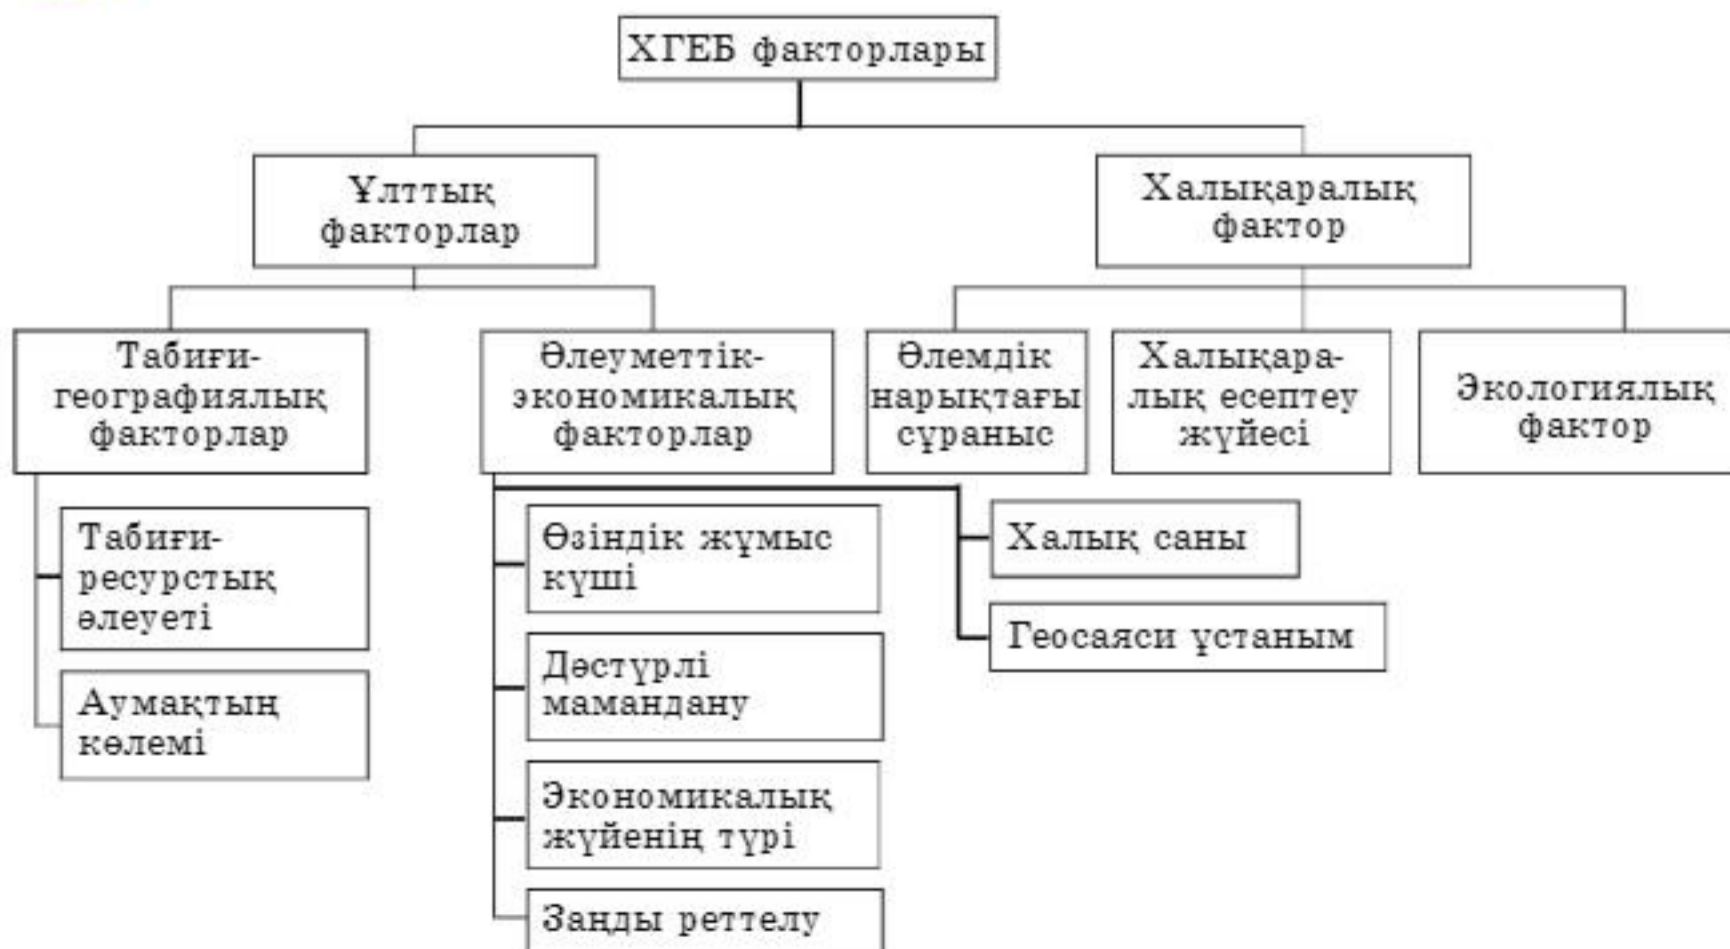 ХГЕБ факторлары
Ұлттық
факторлар
Халықаралық
фактор
Табиғи-
географиялық
факторлар
Әлеуметтік-
экономикалық
факторлар
Әлемдік
нарықтағы
сұраныс
Халықара-
лық есептеу
жүйесі
Экологиялық
фактор
Табиғи-
ресурстық
әлеуеті
Аумақтың
көлемі
Өзіндік жұмыс
күші
Дәстүрлі
мамандану
Экономикалық
жүйенің түрі
Заңды реттелу
Халық саны
Геосаяси ұстаным